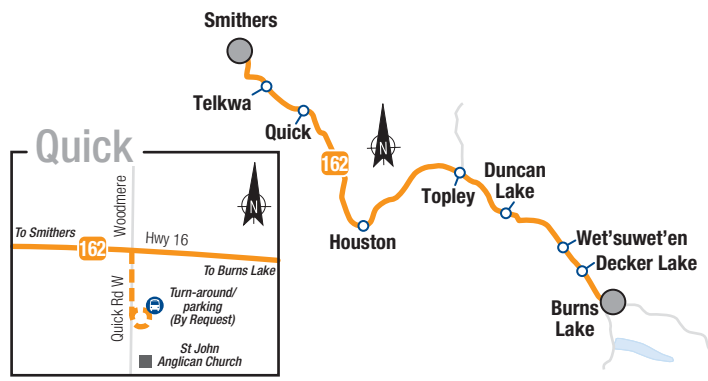 Smithers
Telkwa
Quick
162
N
Houston
Topley
Duncan
Lake
Wet'suwet'en
Decker Lake
Burns
Lake
Quick
Woodmere
N
To Smithers
162
Hwy 16
To Burns Lake
Quick Rd W
Turn-around/
parking
(By Request)
St John
Anglican Church